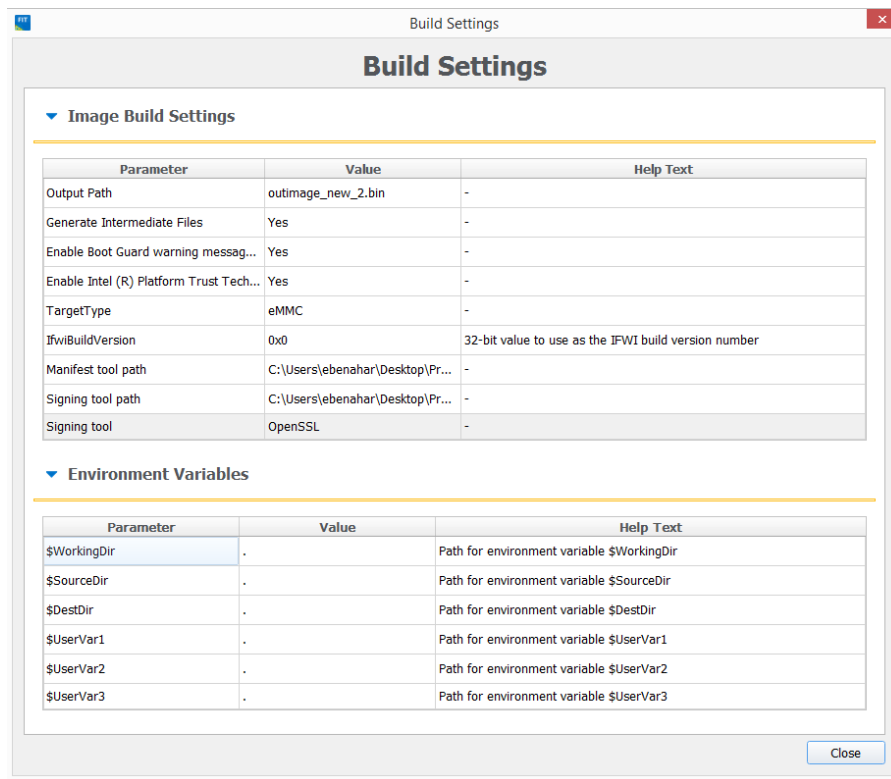 FIT
Build Settings
Build Settings
Image Build Settings
Parameter Value Help Text
Output Path outimage_new_2.bin -
Generate Intermediate Files Yes -
Enable Boot Guard warning messag... Yes -
Enable Intel (R) Platform Trust Tech... Yes -
TargetType eMMC -
IfwiBuildVersion 0x0 32-bit value to use as the IFWI build version number
Manifest tool path C:\Users\ebenahar\Desktop\Pr... -
Signing tool path C:\Users\ebenahar\Desktop\Pr... -
Signing tool OpenSSL -
Environment Variables
Parameter Value Help Text
$WorkingDir . Path for environment variable $WorkingDir
$SourceDir . Path for environment variable $SourceDir
$DestDir . Path for environment variable $DestDir
$UserVar1 . Path for environment variable $UserVar1
$UserVar2 . Path for environment variable $UserVar2
$UserVar3 . Path for environment variable $UserVar3
Close